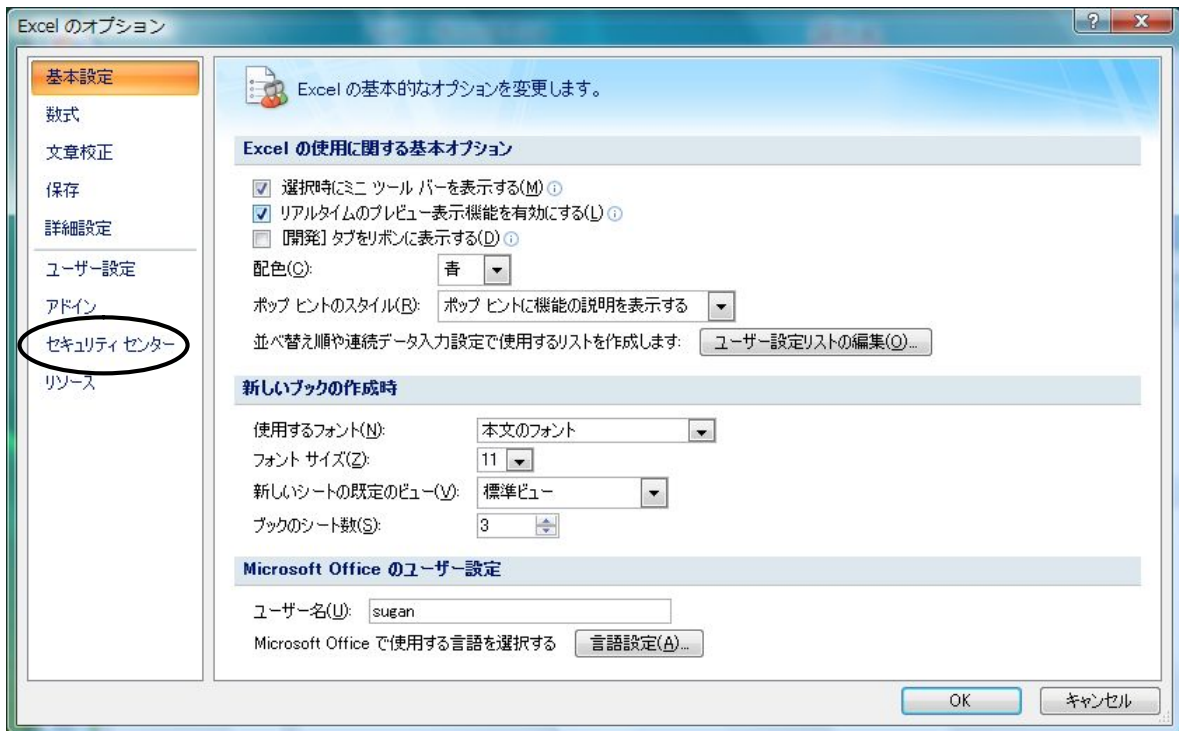 Excel のオプション
基本設定
数式
文章校正
保存
詳細設定
ユーザー設定
アドイン
セキュリティ センター
リソース
Excel の基本的なオプションを変更します。
Excel の使用に関する基本オプション
選択時にミニ ツール バーを表示する(M)
リアルタイムのプレビュー表示機能を有効にする(L)
[開発] タブをリボンに表示する(D)
配色(C): 青
ポップ ヒントのスタイル(R): ポップ ヒントに機能の説明を表示する
並べ替え順や連続データ入力設定で使用するリストを作成します: ユーザー設定リストの編集(O)...
新しいブックの作成時
使用するフォント(N): 本文のフォント
フォント サイズ(Z): 11
新しいシートの既定のビュー(V): 標準ビュー
ブックのシート数(S): 3
Microsoft Office のユーザー設定
ユーザー名(U): sugan
Microsoft Office で使用する言語を選択する 言語設定(A)...
OK キャンセル